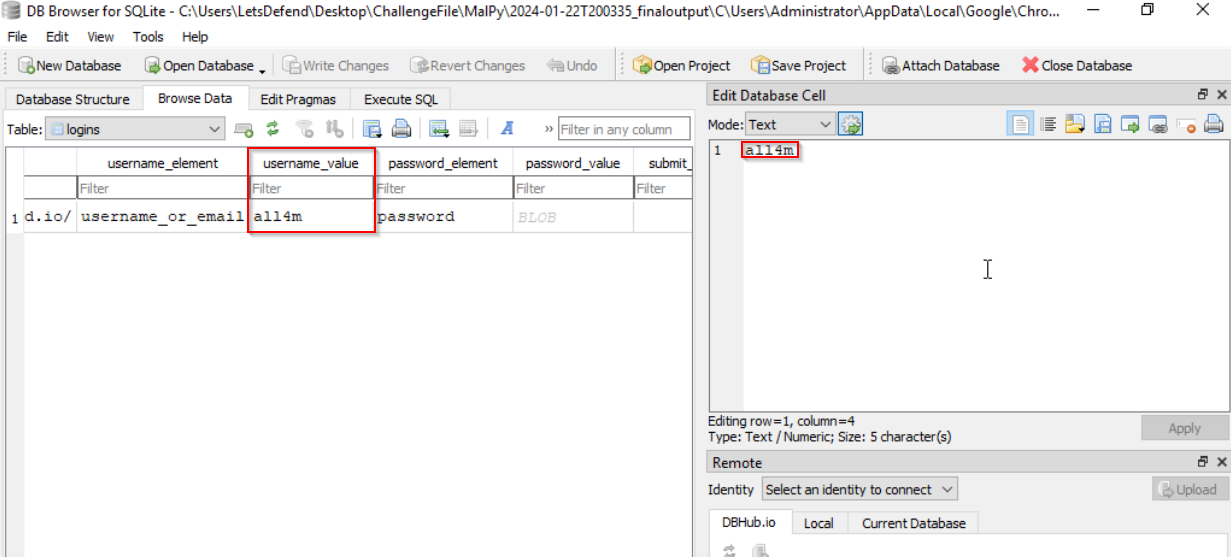 DB Browser for SQLite - C:\Users\LetsDefend\Desktop\ChallengeFile\MalPy\2024-01-22T200335_finaloutput\C\Users\Administrator\AppData\Local\Google\Chro...
File Edit View Tools Help
New Database Open Database Write Changes Revert Changes Undo Open Project Save Project Attach Database Close Database
Database Structure Browse Data Edit Pragmas Execute SQL
Table: logins » Filter in any column
username_element username_value password_element password_value submit_
Filter Filter Filter Filter Filter
1 d.io/ username_or_email all4m password BLOB
Edit Database Cell
Mode: Text
1 all4m
Editing row=1, column=4
Type: Text / Numeric; Size: 5 character(s)
Apply
Remote
Identity Select an identity to connect Upload
DBHub.io Local Current Database